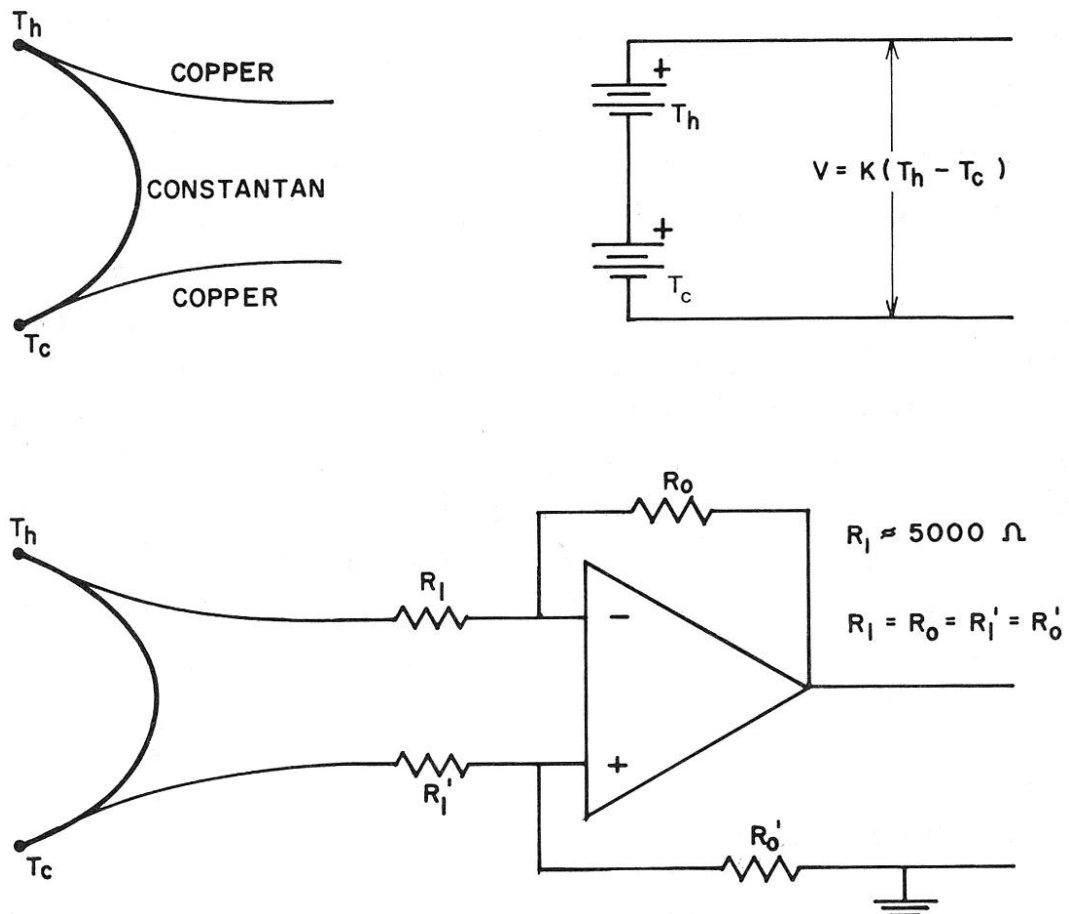 Th
COPPER
CONSTANTAN
COPPER
Tc
+
Th
V = K ( Th - Tc )
+
Tc
Th
Ro
R1 ≈ 5000 Ω
R1
-
R1 = Ro = R1' = Ro'
+
R1'
Ro'
Tc